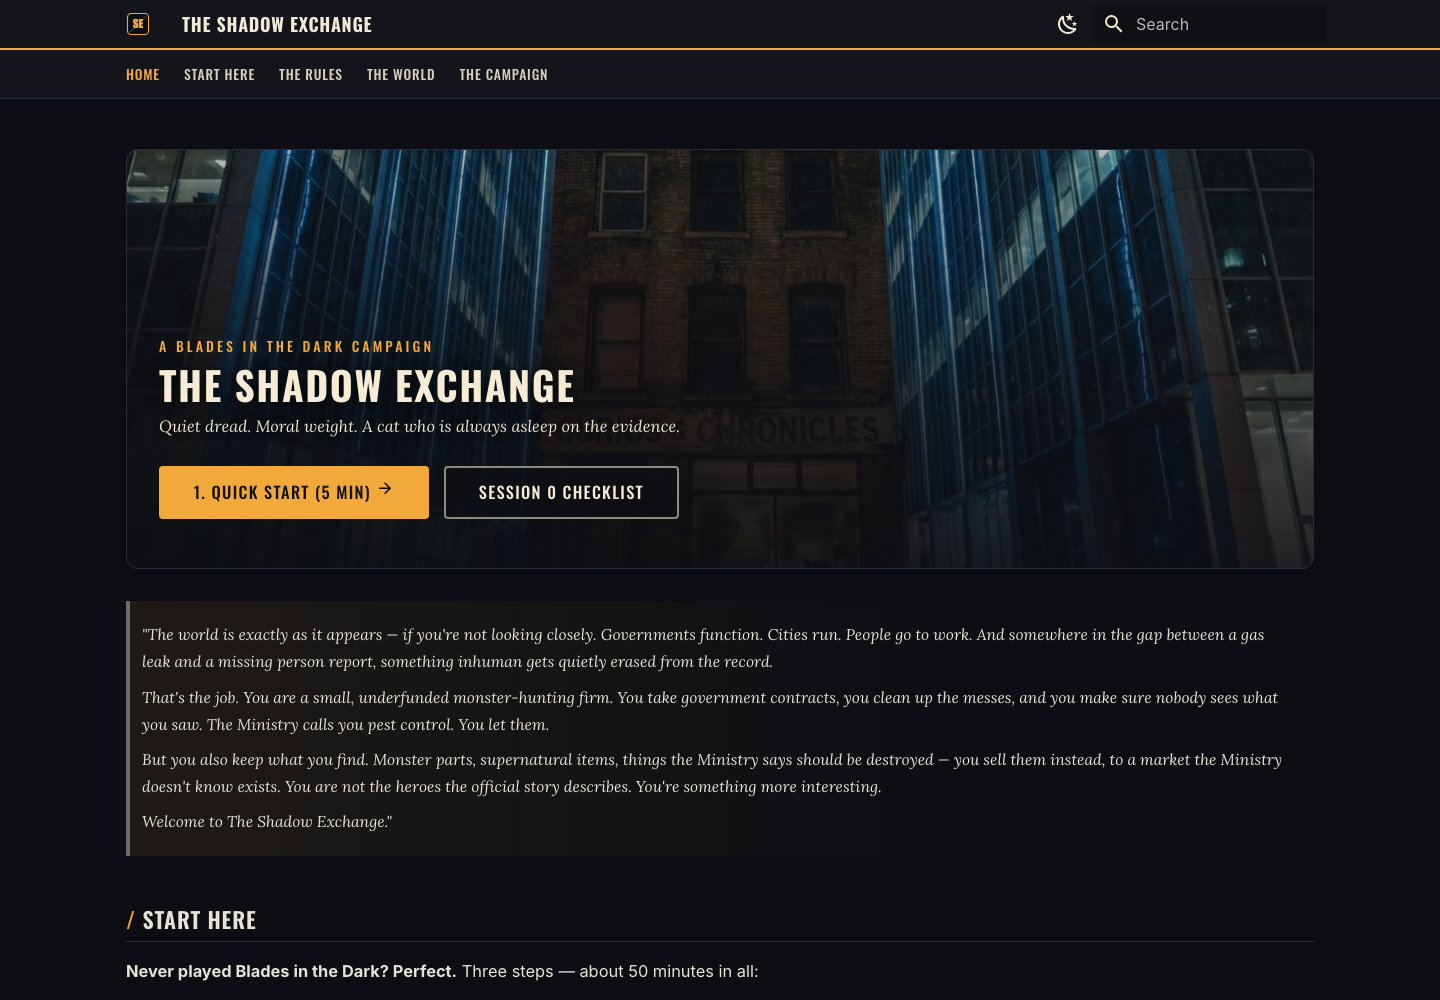 SE
THE SHADOW EXCHANGE
Search
HOME
START HERE
THE RULES
THE WORLD
THE CAMPAIGN
A BLADES IN THE DARK CAMPAIGN
THE SHADOW EXCHANGE
Quiet dread. Moral weight. A cat who is always asleep on the evidence.
CHRONICLES
1. QUICK START (5 MIN) →
SESSION 0 CHECKLIST
"The world is exactly as it appears — if you're not looking closely. Governments function. Cities run. People go to work. And somewhere in the gap between a gas
leak and a missing person report, something inhuman gets quietly erased from the record.
That's the job. You are a small, underfunded monster-hunting firm. You take government contracts, you clean up the messes, and you make sure nobody sees what
you saw. The Ministry calls you pest control. You let them.
But you also keep what you find. Monster parts, supernatural items, things the Ministry says should be destroyed — you sell them instead, to a market the Ministry
doesn't know exists. You are not the heroes the official story describes. You're something more interesting.
Welcome to The Shadow Exchange."
/ START HERE
Never played Blades in the Dark? Perfect. Three steps — about 50 minutes in all: